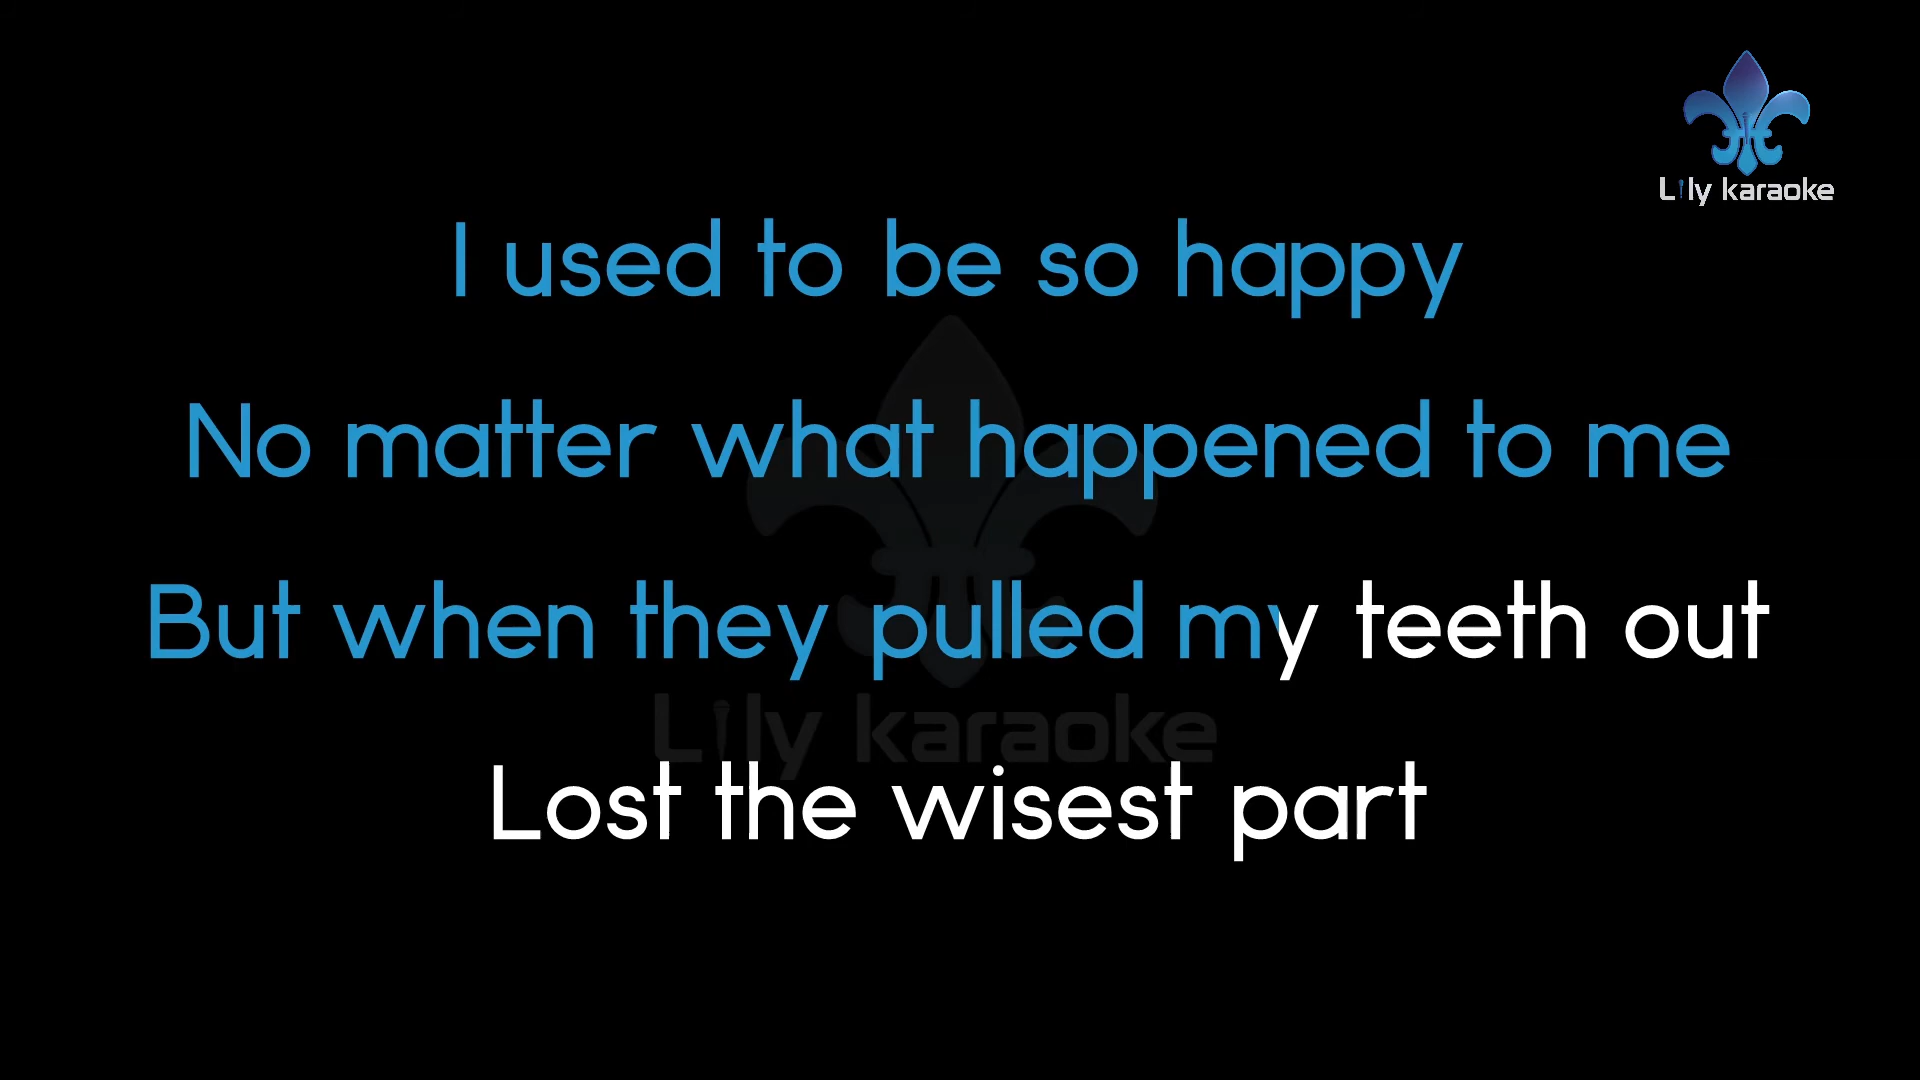 Lily karaoke
I used to be so happy
No matter what happened to me
But when they pulled my teeth out
Lily karaoke
Lost the wisest part